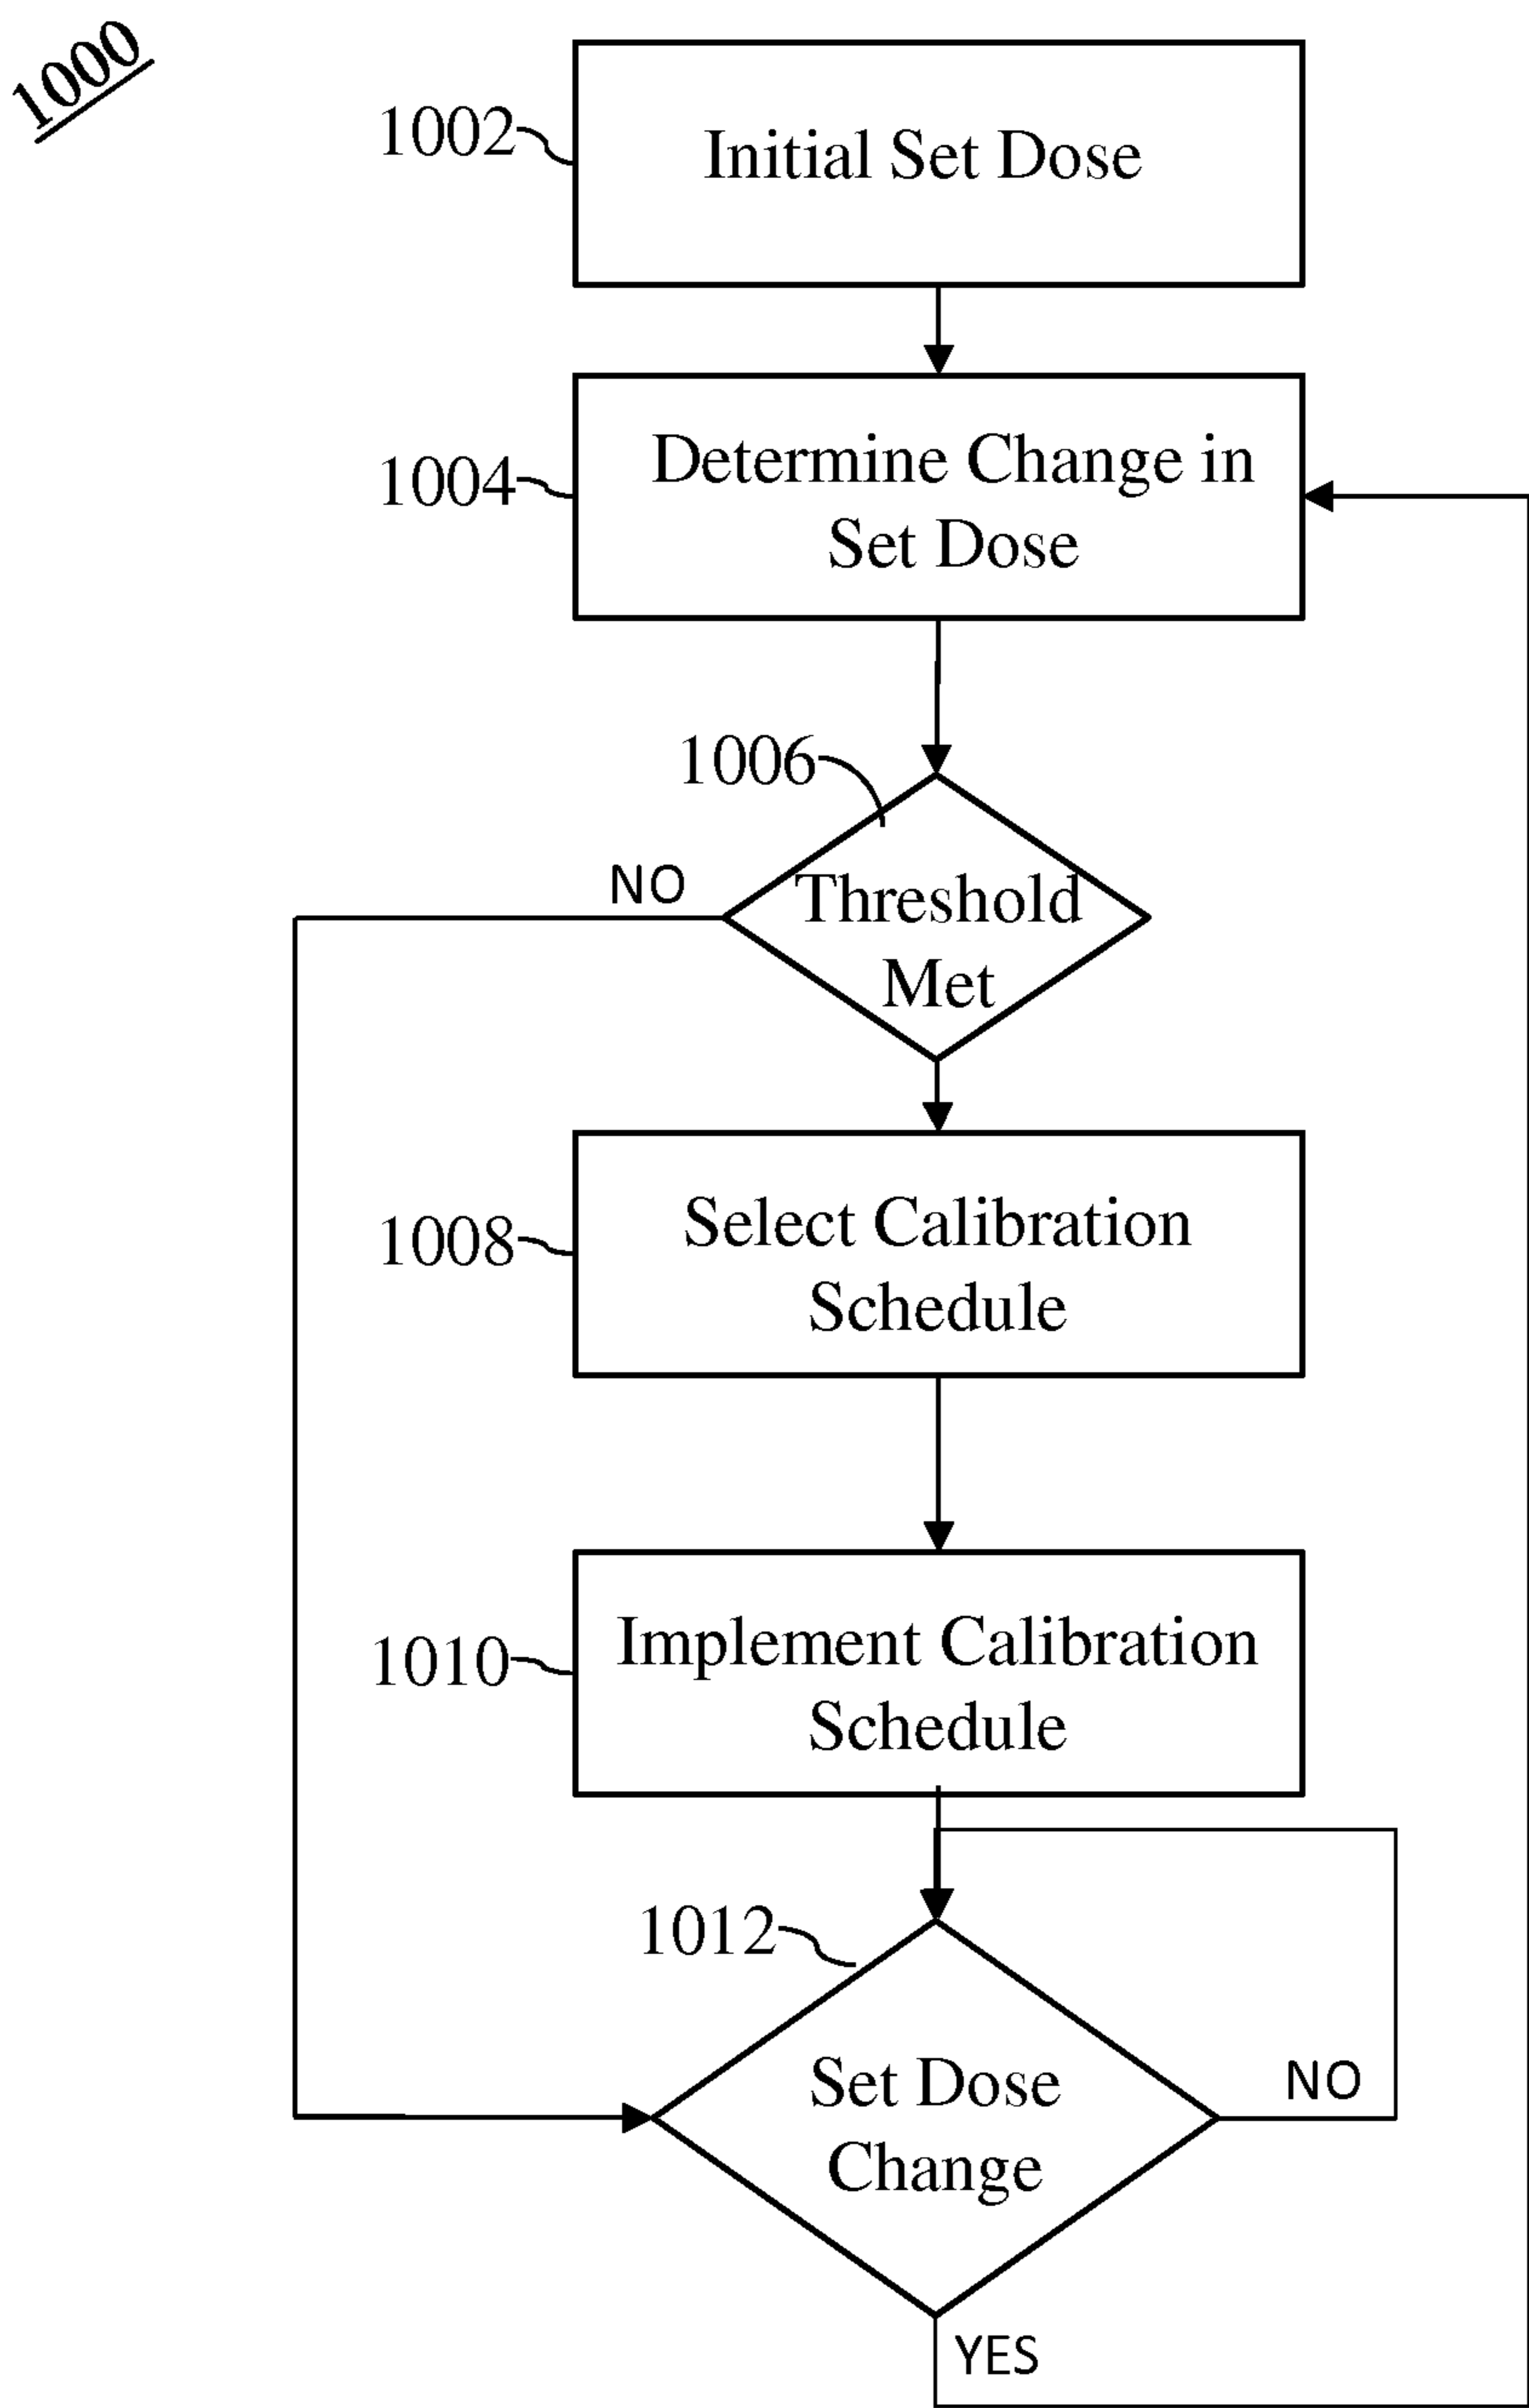 1000
1002
Initial Set Dose
1004
Determine Change in
Set Dose
1006
NO
Threshold
Met
1008
Select Calibration
Schedule
1010
Implement Calibration
Schedule
1012
Set Dose
Change
NO
YES